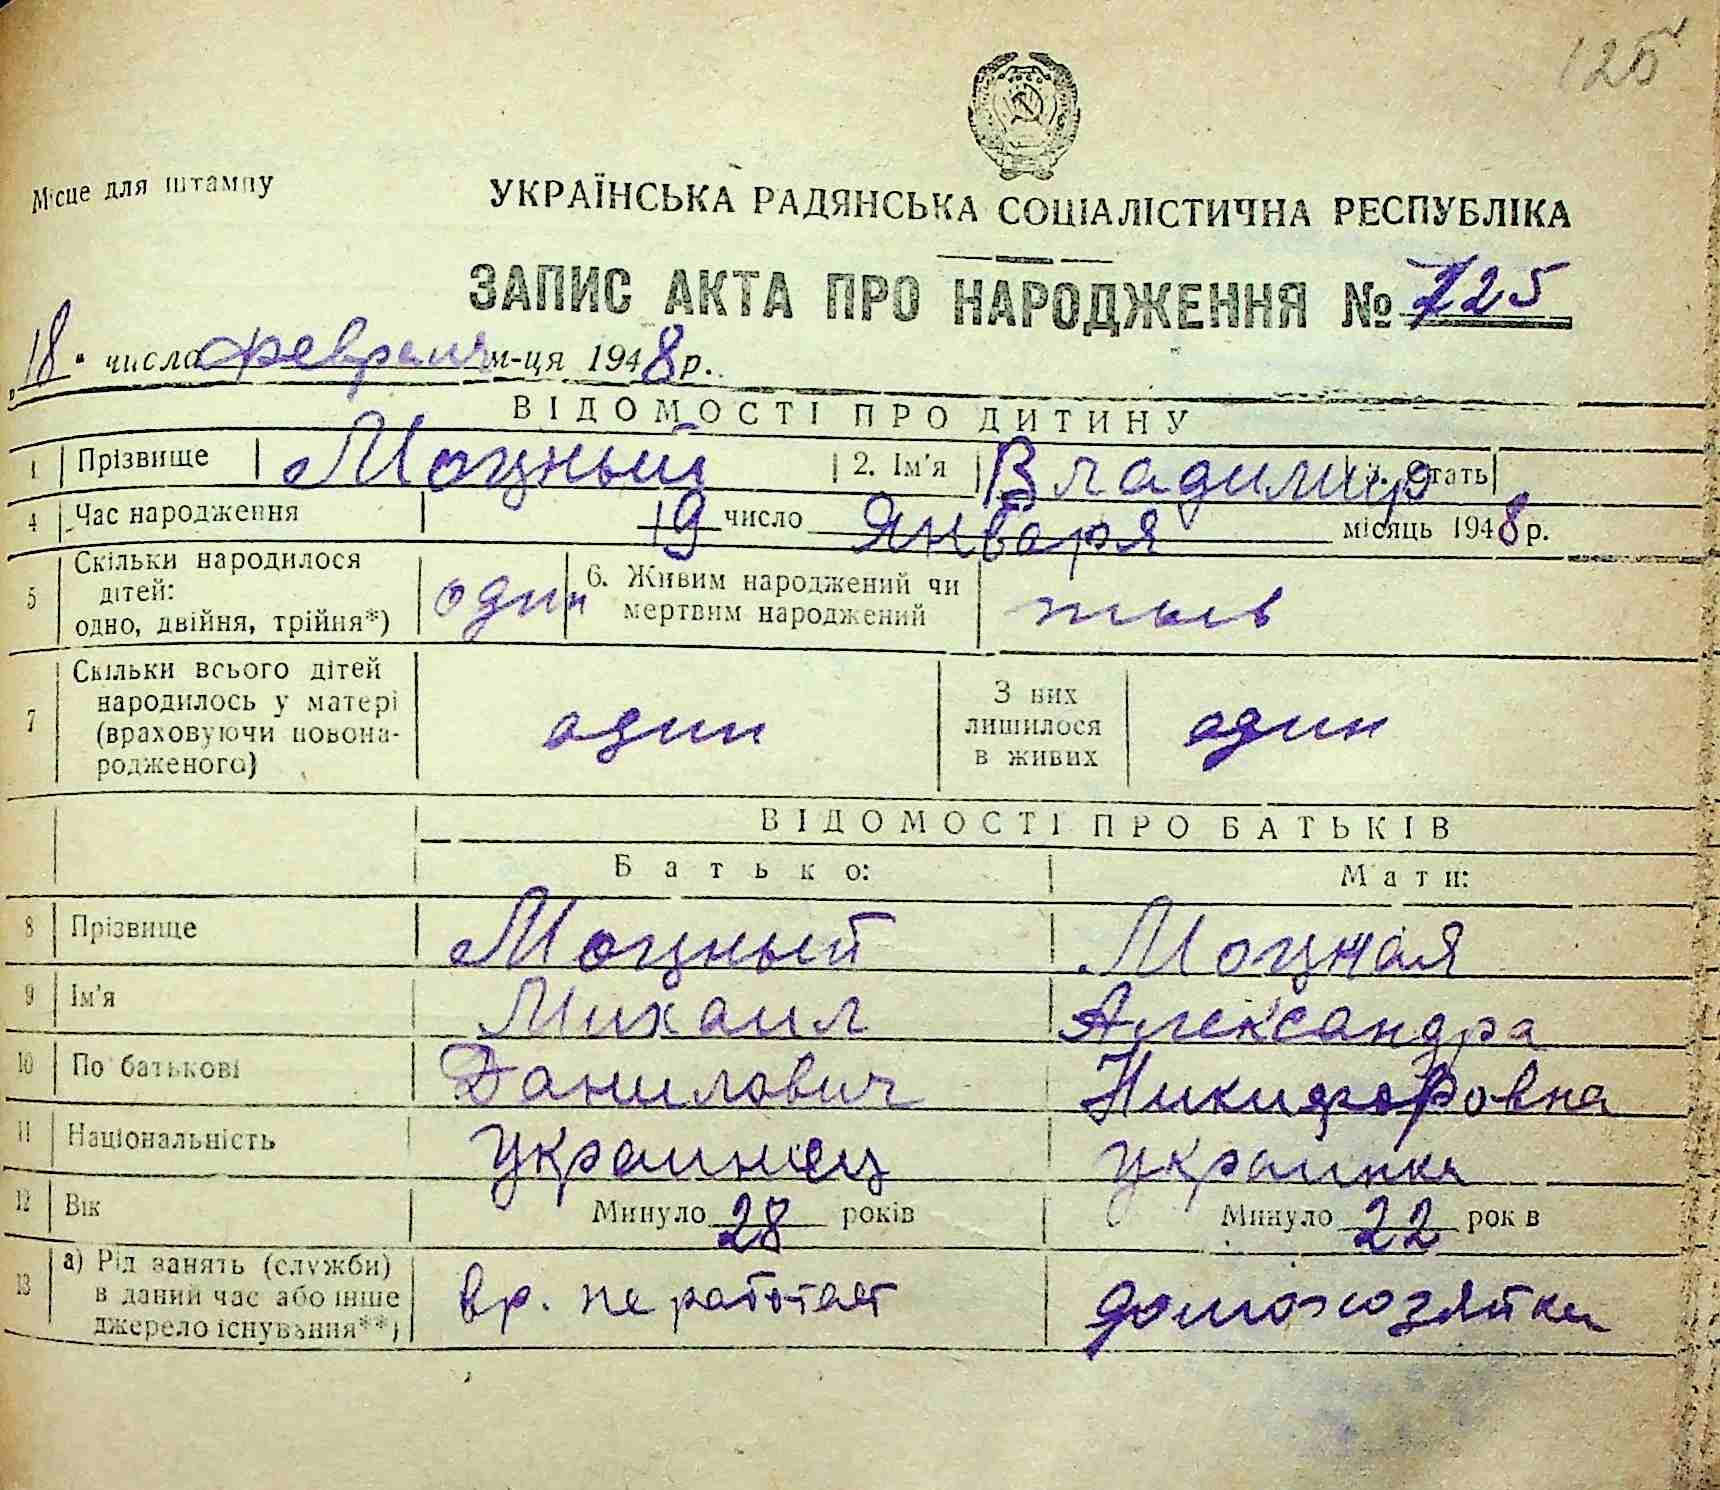 125
Місце для штампу
УКРАЇНСЬКА РАДЯНСЬКА СОЦІАЛІСТИЧНА РЕСПУБЛІКА
ЗАПИС АКТА ПРО НАРОДЖЕННЯ № 125
„18" числа февраля м-ця 1948 р.
ВІДОМОСТІ ПРО ДИТИНУ
1 Прізвище Моцный 2. Ім'я Владимир 3. Стать
4 Час народження 19 число Января місяць 1948 р.
5 Скільки народилося дітей: одно, двійня, трійня*) один 6. Живим народжений чи мертвим народжений
7 Скільки всього дітей народилось у матері (враховуючи новонародженого) один З них лишилося в живих один
ВІДОМОСТІ ПРО БАТЬКІВ
Батько: Мати:
8 Прізвище Моцный Моцная
9 Ім'я Михаил Александра
10 По батькові Данилович Никифоровна
11 Національність украинец украинка
12 Вік Минуло 28 років Минуло 22 років
13 а) Рід занять (служби) в даний час або інше джерело існування**) вр. не работает домохозяйка